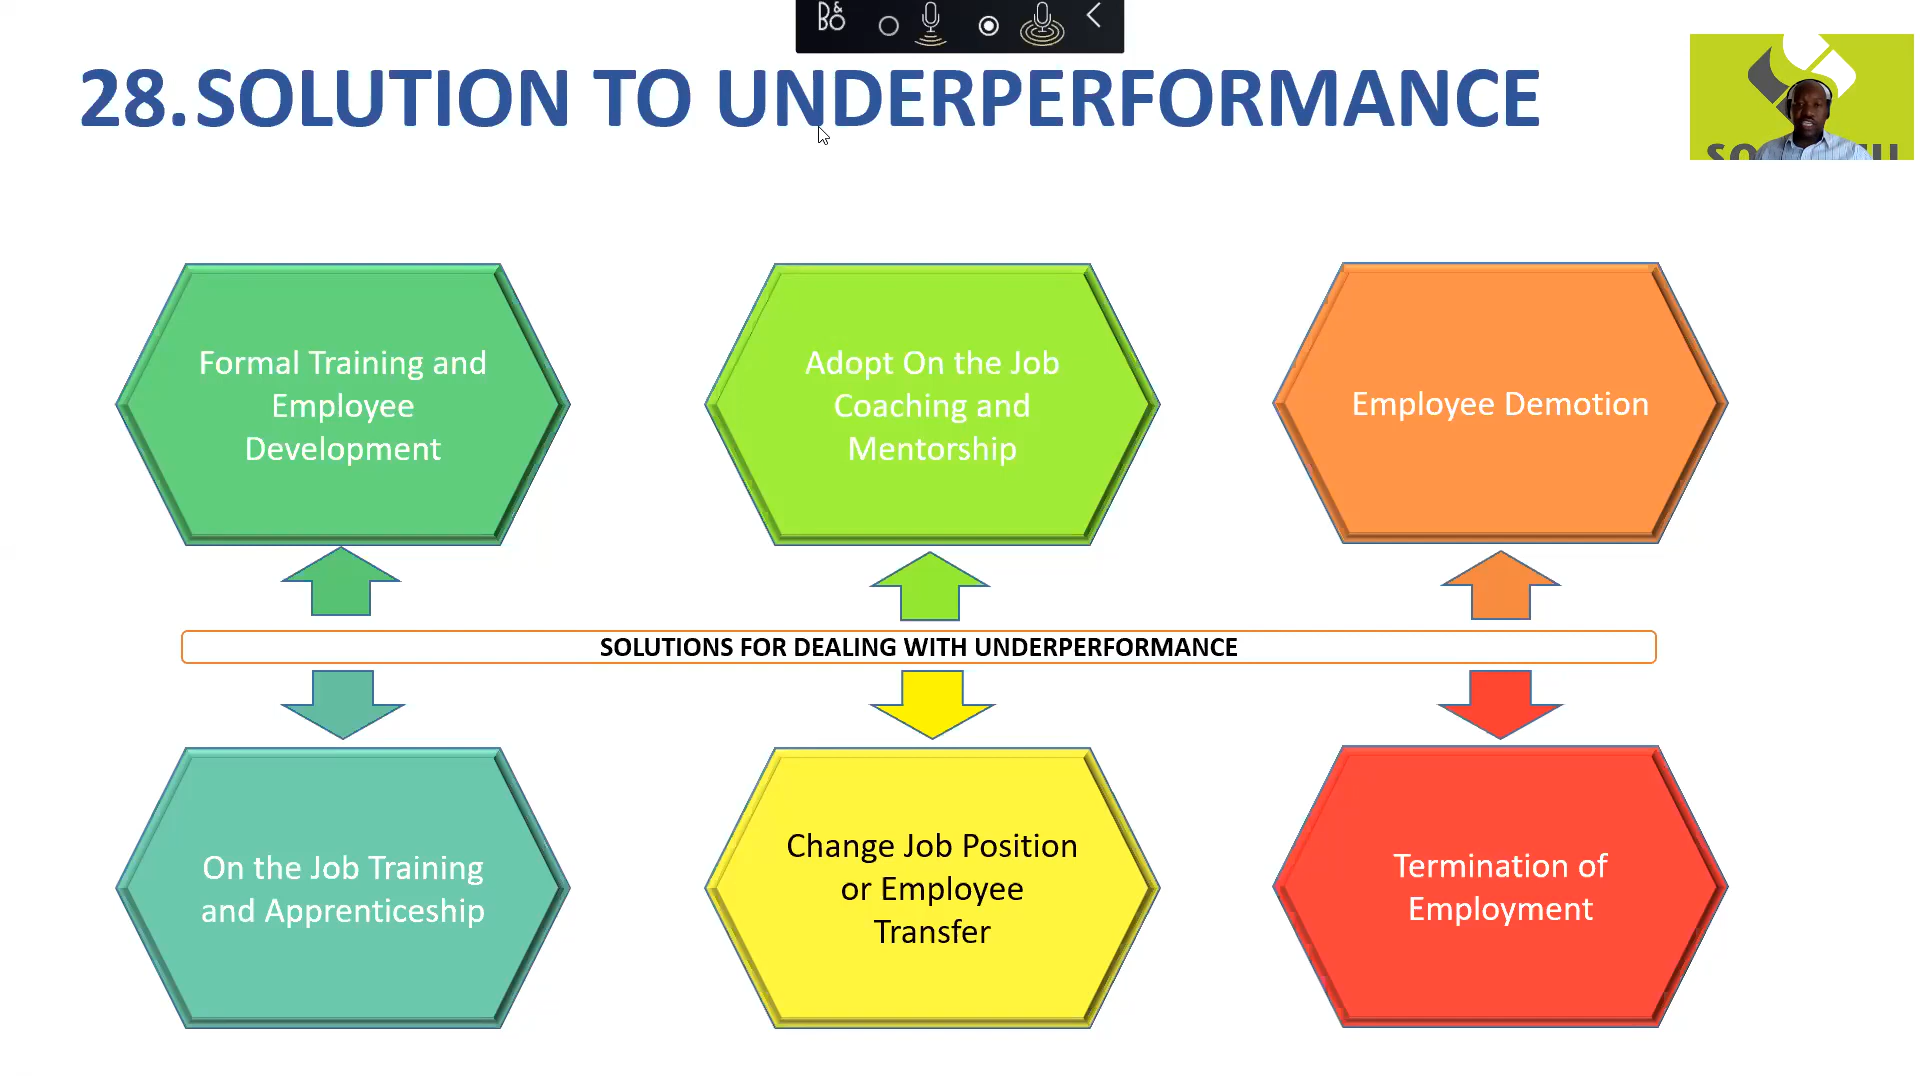 B&O
28. SOLUTION TO UNDERPERFORMANCE
Formal Training and
Employee
Development
Adopt On the Job
Coaching and
Mentorship
Employee Demotion
SOLUTIONS FOR DEALING WITH UNDERPERFORMANCE
On the Job Training
and Apprenticeship
Change Job Position
or Employee
Transfer
Termination of
Employment